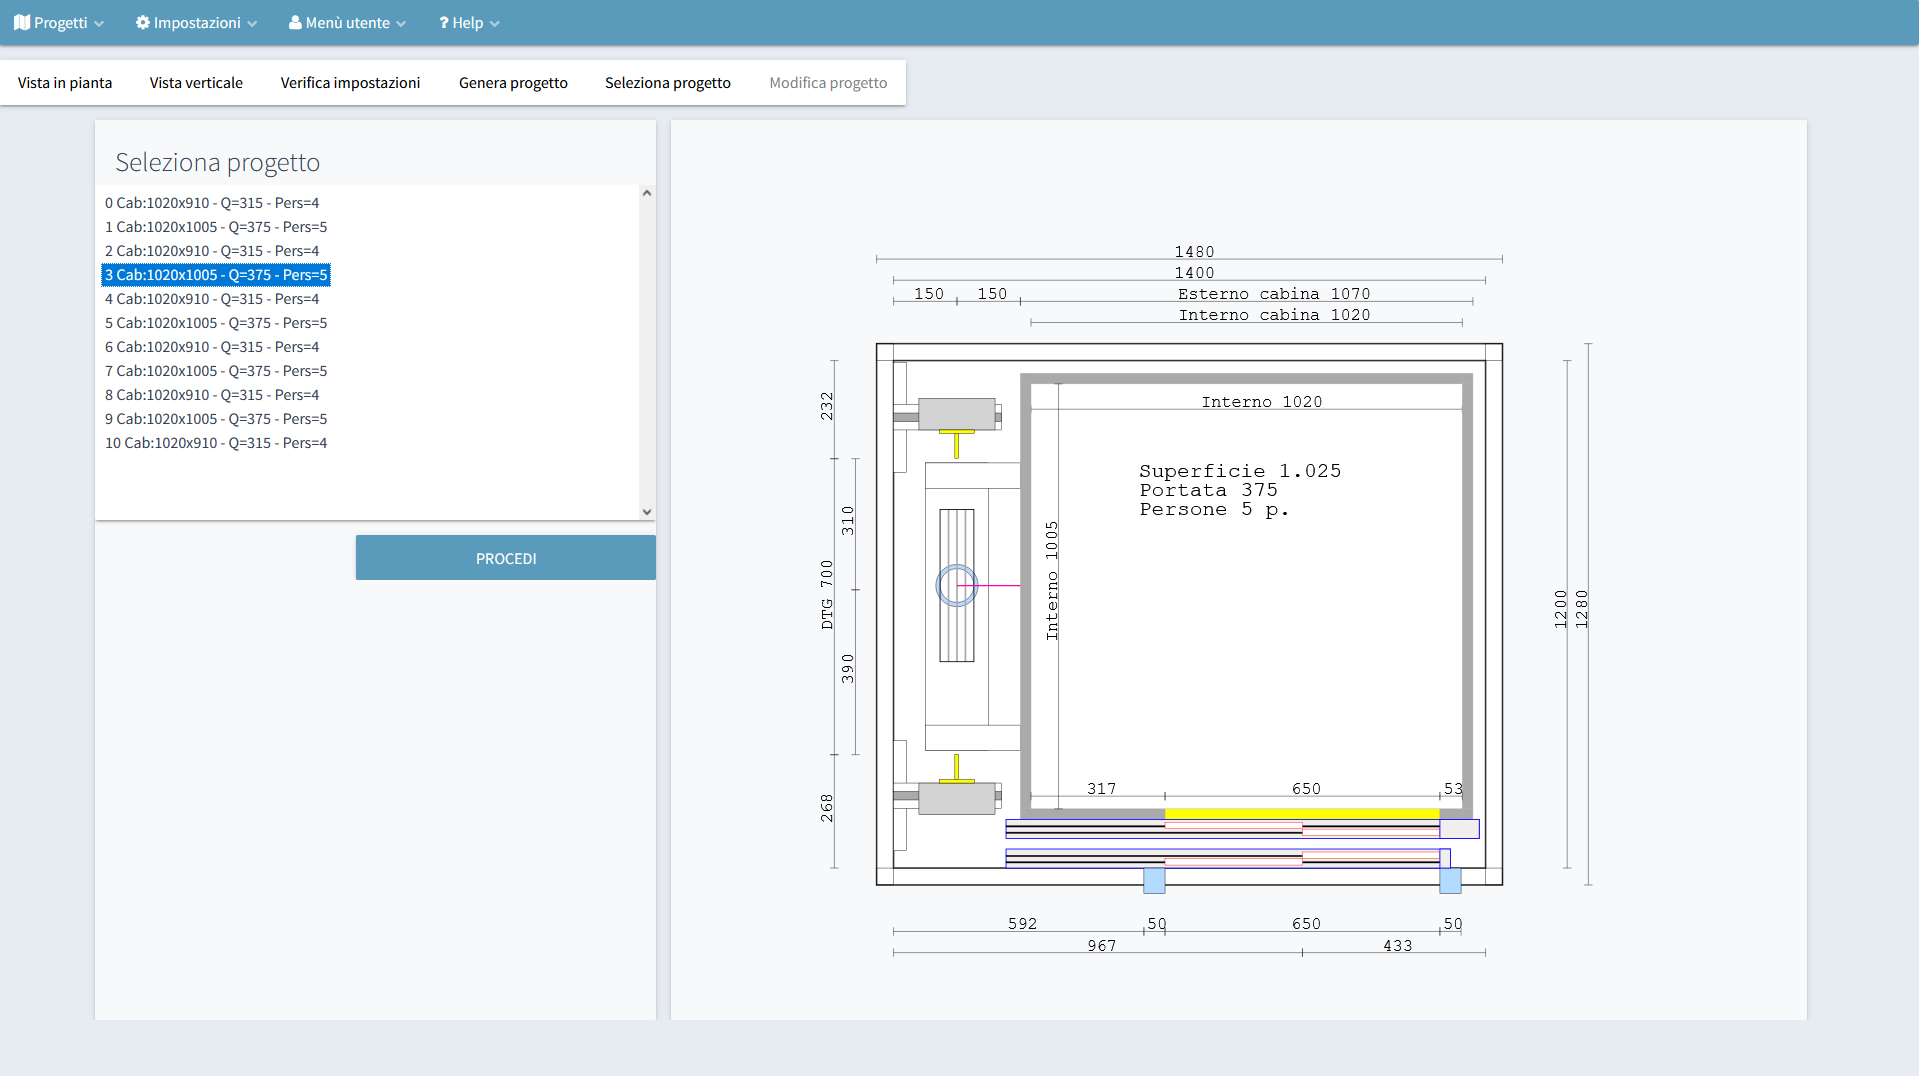 Progetti Impostazioni Menù utente ? Help
Vista in pianta Vista verticale Verifica impostazioni Genera progetto Seleziona progetto Modifica progetto
Seleziona progetto
0 Cab:1020x910 - Q=315 - Pers=4
1 Cab:1020x1005 - Q=375 - Pers=5
2 Cab:1020x910 - Q=315 - Pers=4
3 Cab:1020x1005 - Q=375 - Pers=5
4 Cab:1020x910 - Q=315 - Pers=4
5 Cab:1020x1005 - Q=375 - Pers=5
6 Cab:1020x910 - Q=315 - Pers=4
7 Cab:1020x1005 - Q=375 - Pers=5
8 Cab:1020x910 - Q=315 - Pers=4
9 Cab:1020x1005 - Q=375 - Pers=5
10 Cab:1020x910 - Q=315 - Pers=4
PROCEDI
1480
1400
150 150 Esterno cabina 1070
Interno cabina 1020
232
310
DTG 700
390
268
Interno 1020
Superficie 1.025
Portata 375
Persone 5 p.
Interno 1005
317 650 53
1200
1280
592 50 650 50
967 433